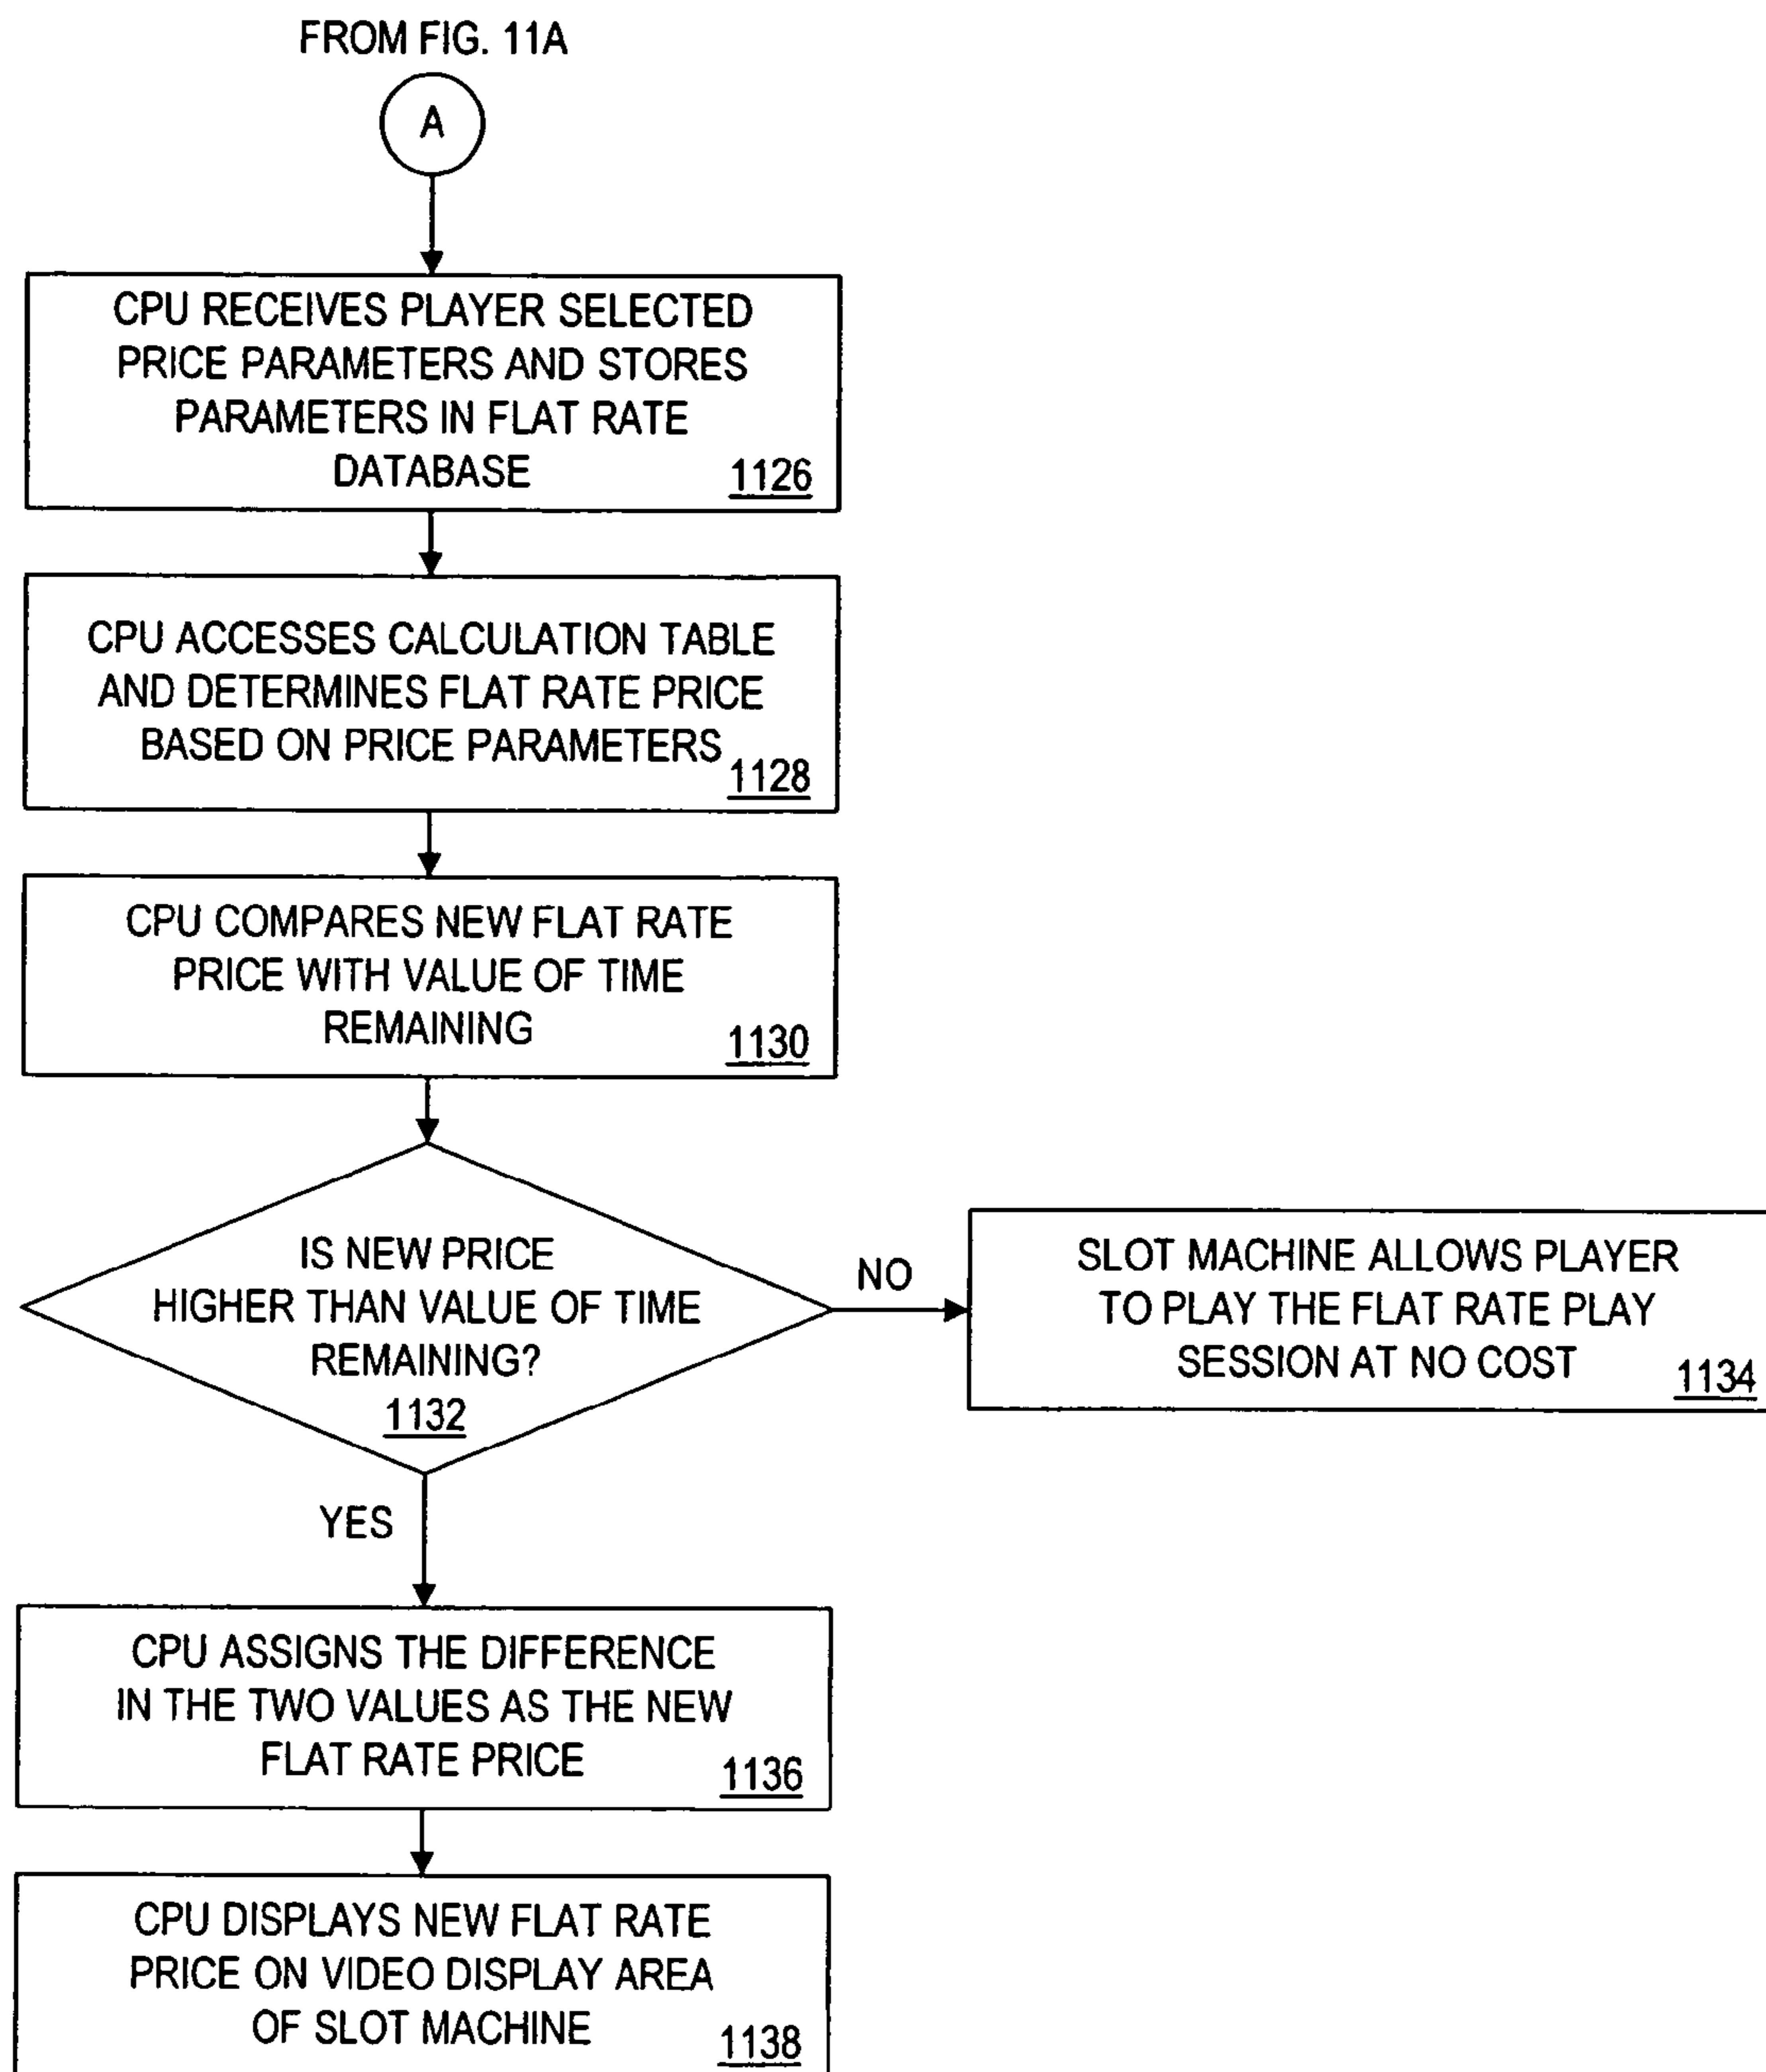 FROM FIG. 11A
A
CPU RECEIVES PLAYER SELECTED
PRICE PARAMETERS AND STORES
PARAMETERS IN FLAT RATE
DATABASE
1126
CPU ACCESSES CALCULATION TABLE
AND DETERMINES FLAT RATE PRICE
BASED ON PRICE PARAMETERS
1128
CPU COMPARES NEW FLAT RATE
PRICE WITH VALUE OF TIME
REMAINING
1130
IS NEW PRICE
HIGHER THAN VALUE OF TIME
REMAINING?
1132
NO
SLOT MACHINE ALLOWS PLAYER
TO PLAY THE FLAT RATE PLAY
SESSION AT NO COST
1134
YES
CPU ASSIGNS THE DIFFERENCE
IN THE TWO VALUES AS THE NEW
FLAT RATE PRICE
1136
CPU DISPLAYS NEW FLAT RATE
PRICE ON VIDEO DISPLAY AREA
OF SLOT MACHINE
1138